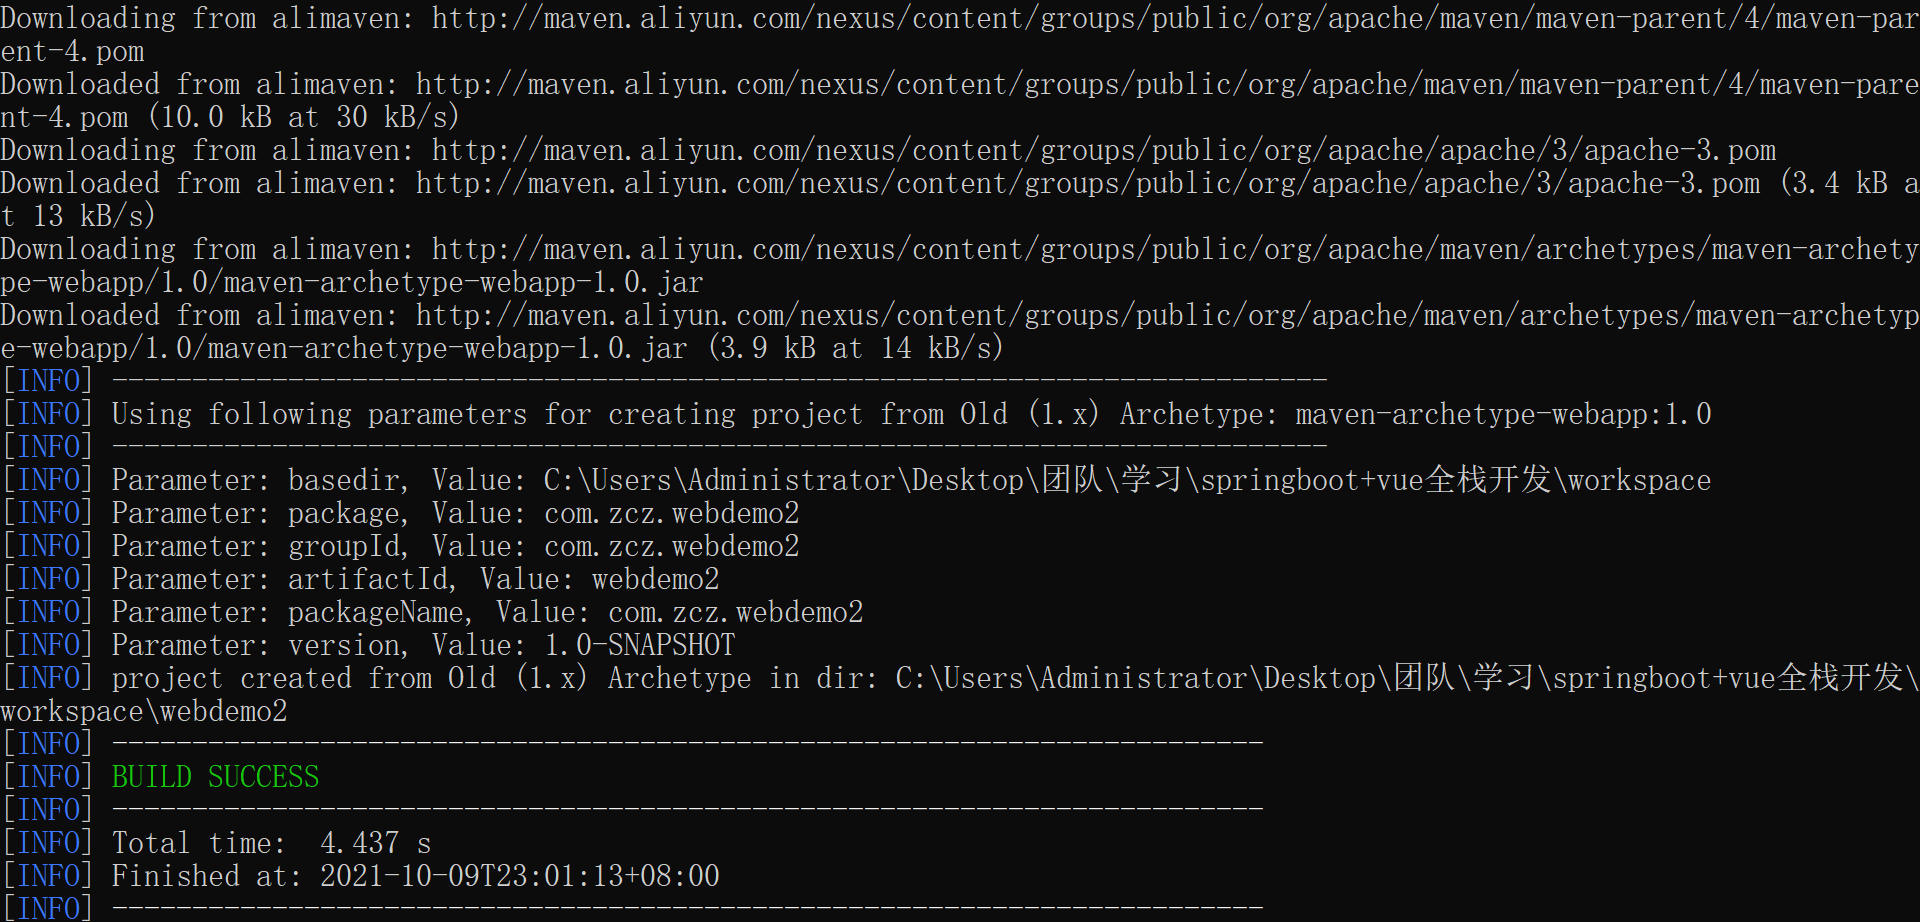 Downloading from alimaven: http://maven.aliyun.com/nexus/content/groups/public/org/apache/maven/maven-parent/4/maven-par
ent-4.pom
Downloaded from alimaven: http://maven.aliyun.com/nexus/content/groups/public/org/apache/maven/maven-parent/4/maven-pare
nt-4.pom (10.0 kB at 30 kB/s)
Downloading from alimaven: http://maven.aliyun.com/nexus/content/groups/public/org/apache/apache/3/apache-3.pom
Downloaded from alimaven: http://maven.aliyun.com/nexus/content/groups/public/org/apache/apache/3/apache-3.pom (3.4 kB a
t 13 kB/s)
Downloading from alimaven: http://maven.aliyun.com/nexus/content/groups/public/org/apache/maven/archetypes/maven-archety
pe-webapp/1.0/maven-archetype-webapp-1.0.jar
Downloaded from alimaven: http://maven.aliyun.com/nexus/content/groups/public/org/apache/maven/archetypes/maven-archetyp
e-webapp/1.0/maven-archetype-webapp-1.0.jar (3.9 kB at 14 kB/s)
[INFO] ----------------------------------------------------------------------------
[INFO] Using following parameters for creating project from Old (1.x) Archetype: maven-archetype-webapp:1.0
[INFO] ----------------------------------------------------------------------------
[INFO] Parameter: basedir, Value: C:\Users\Administrator\Desktop\团队\学习\springboot+vue全栈开发\workspace
[INFO] Parameter: package, Value: com.zcz.webdemo2
[INFO] Parameter: groupId, Value: com.zcz.webdemo2
[INFO] Parameter: artifactId, Value: webdemo2
[INFO] Parameter: packageName, Value: com.zcz.webdemo2
[INFO] Parameter: version, Value: 1.0-SNAPSHOT
[INFO] project created from Old (1.x) Archetype in dir: C:\Users\Administrator\Desktop\团队\学习\springboot+vue全栈开发\
workspace\webdemo2
[INFO] ------------------------------------------------------------------------
[INFO] BUILD SUCCESS
[INFO] ------------------------------------------------------------------------
[INFO] Total time:  4.437 s
[INFO] Finished at: 2021-10-09T23:01:13+08:00
[INFO] ------------------------------------------------------------------------